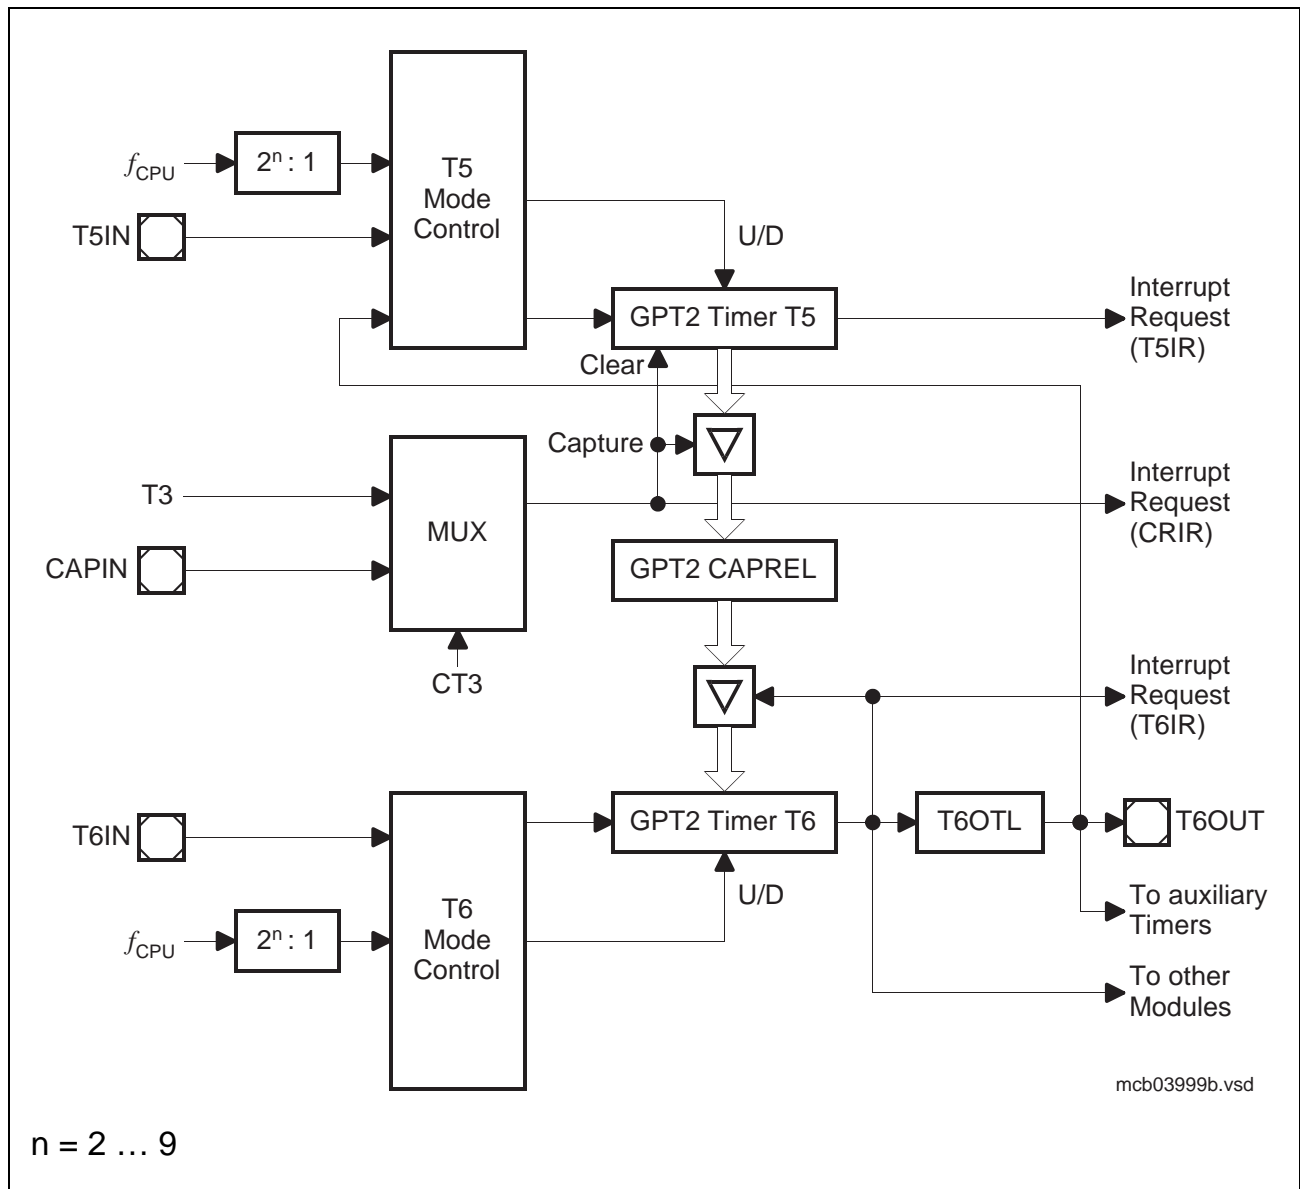 fCPU
2ⁿ : 1
T5IN
T5
Mode
Control
U/D
GPT2 Timer T5
Interrupt
Request
(T5IR)
Clear
Capture
T3
CAPIN
MUX
CT3
Interrupt
Request
(CRIR)
GPT2 CAPREL
Interrupt
Request
(T6IR)
T6IN
fCPU
2ⁿ : 1
T6
Mode
Control
GPT2 Timer T6
U/D
T6OTL
T6OUT
To auxiliary
Timers
To other
Modules
mcb03999b.vsd
n = 2 … 9